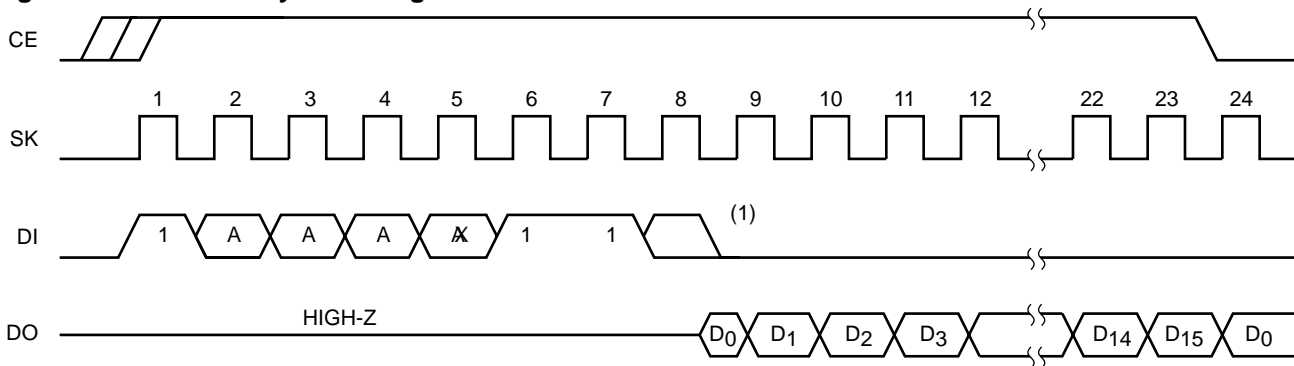 CE
1 2 3 4 5 6 7 8 9 10 11 12 22 23 24
SK
(1)
DI 1 A A A 1 1
HIGH-Z
DO D0 D1 D2 D3 D14 D15 D0